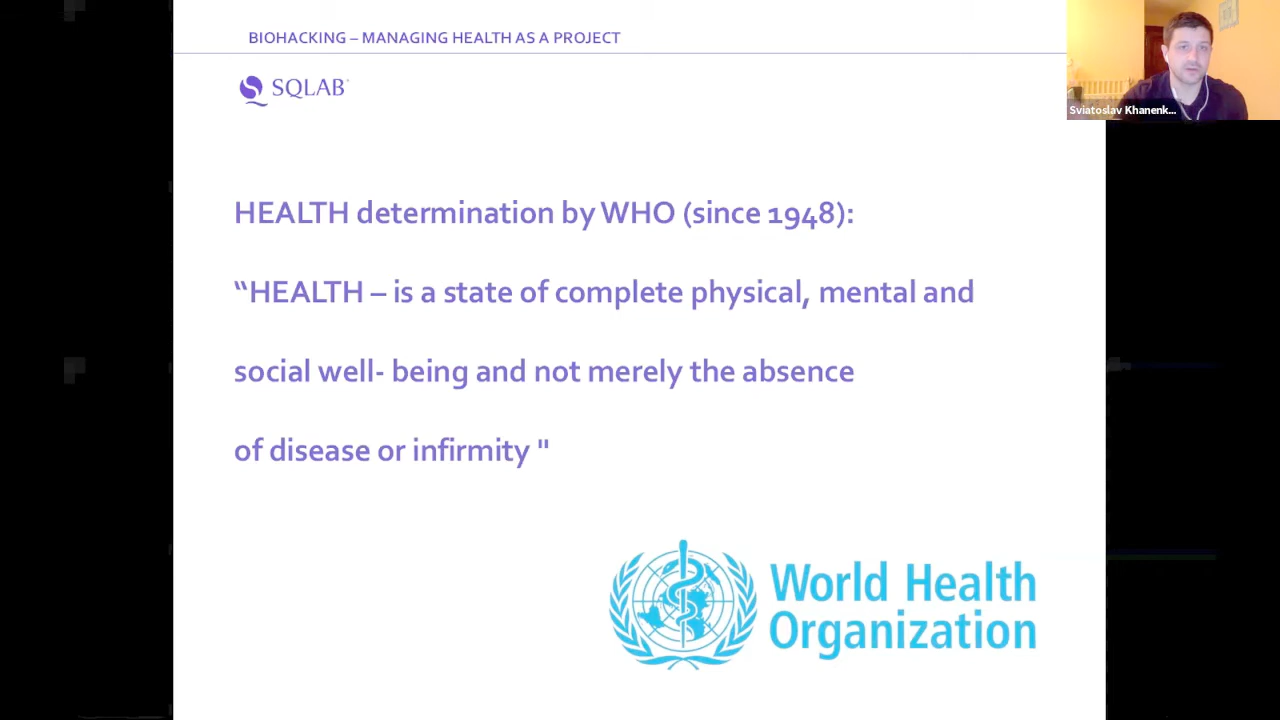 BIOHACKING – MANAGING HEALTH AS A PROJECT
SQLAB
Sviatoslav Khanenk...
HEALTH determination by WHO (since 1948):
“HEALTH – is a state of complete physical, mental and
social well- being and not merely the absence
of disease or infirmity "
World Health
Organization